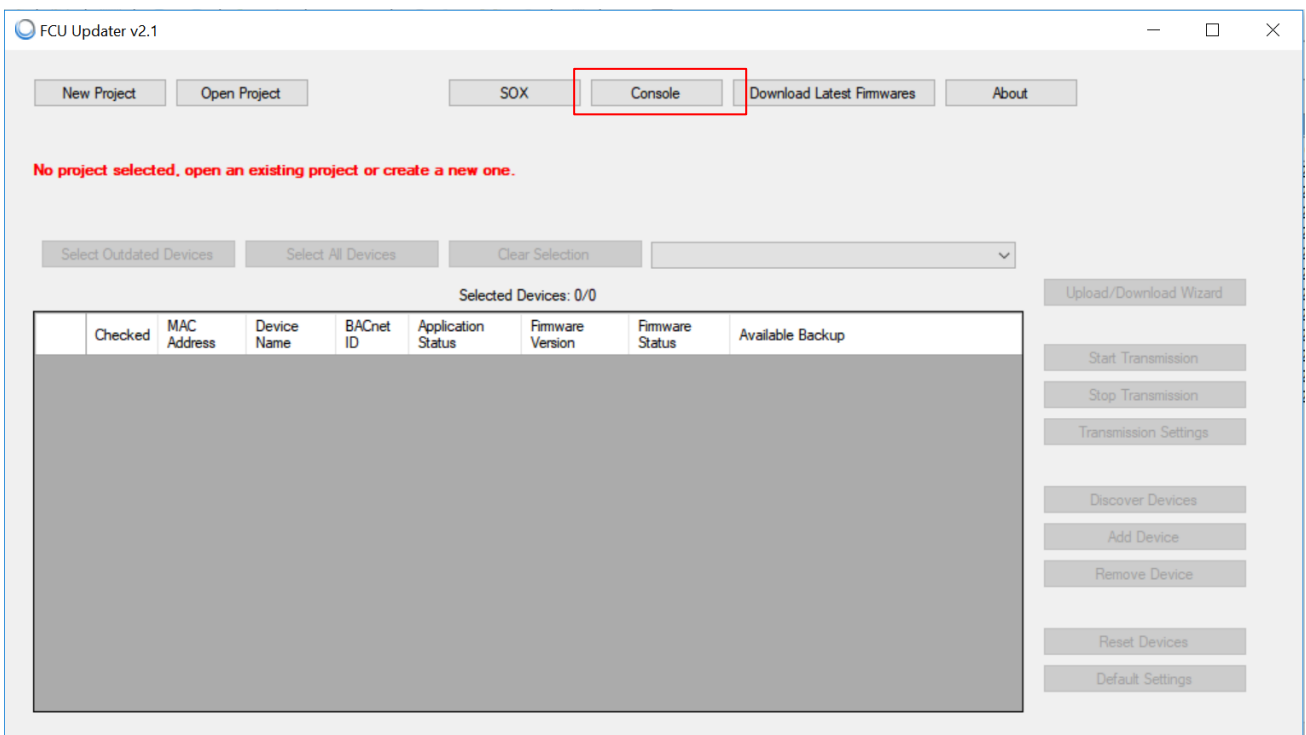 FCU Updater v2.1
New Project Open Project SOX Console Download Latest Firmwares About
No project selected, open an existing project or create a new one.
Select Outdated Devices Select All Devices Clear Selection
Selected Devices: 0/0
Upload/Download Wizard
Checked MAC Address Device Name BACnet ID Application Status Firmware Version Firmware Status Available Backup
Start Transmission
Stop Transmission
Transmission Settings
Discover Devices
Add Device
Remove Device
Reset Devices
Default Settings